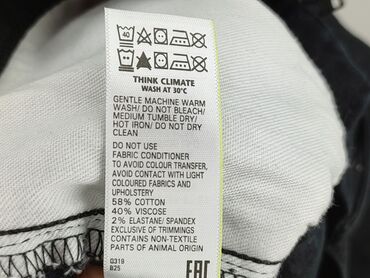 40
THINK CLIMATE
WASH AT 30°C
GENTLE MACHINE WARM
WASH/ DO NOT BLEACH/
MEDIUM TUMBLE DRY/
HOT IRON/ DO NOT DRY
CLEAN
DO NOT USE
FABRIC CONDITIONER
TO AVOID COLOUR TRANSFER,
AVOID CONTACT WITH LIGHT
COLOURED FABRICS AND
UPHOLSTERY
58% COTTON
40% VISCOSE
2% ELASTANE/ SPANDEX
EXCLUSIVE OF TRIMMINGS
CONTAINS NON-TEXTILE
PARTS OF ANIMAL ORIGIN
0319
825
EAC